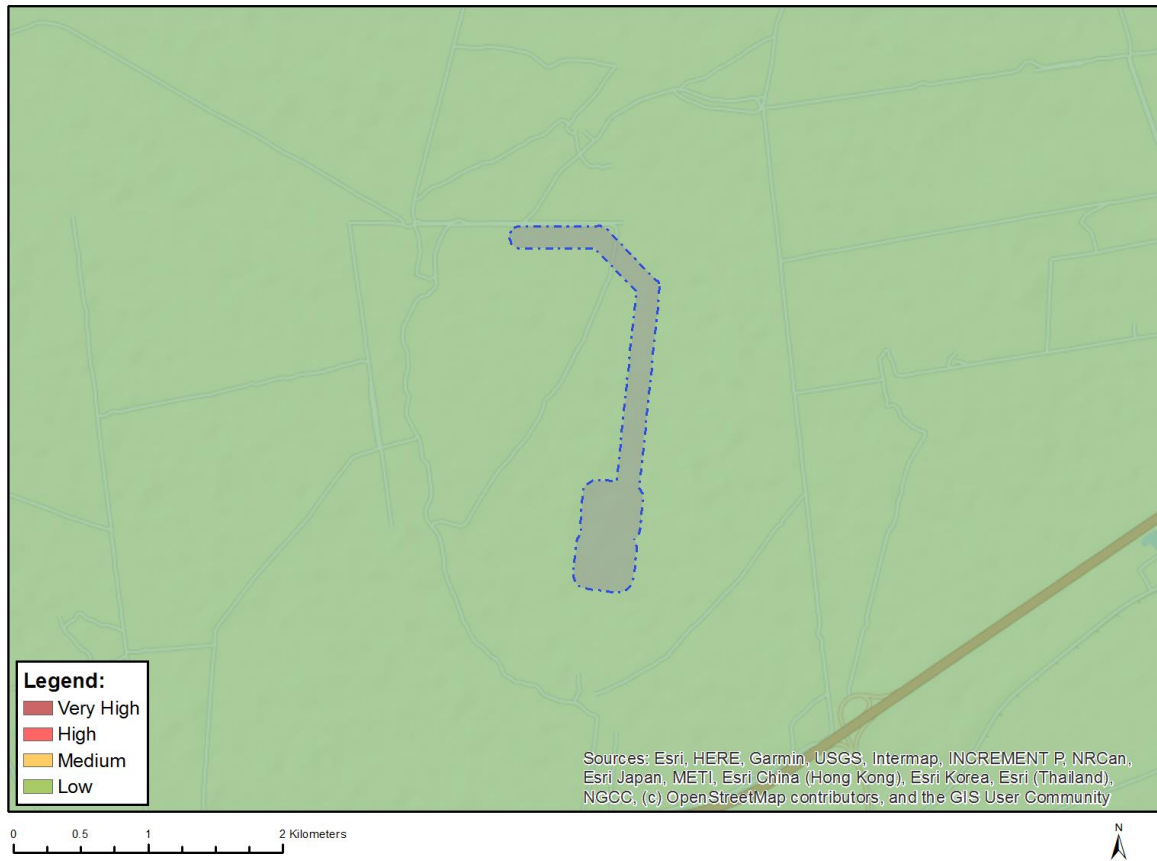 Legend:
Very High
High
Medium
Low
Sources: Esri, HERE, Garmin, USGS, Intermap, INCREMENT P, NRCan,
Esri Japan, METI, Esri China (Hong Kong), Esri Korea, Esri (Thailand),
NGCC, (c) OpenStreetMap contributors, and the GIS User Community
0 0.5 1 2 Kilometers
N